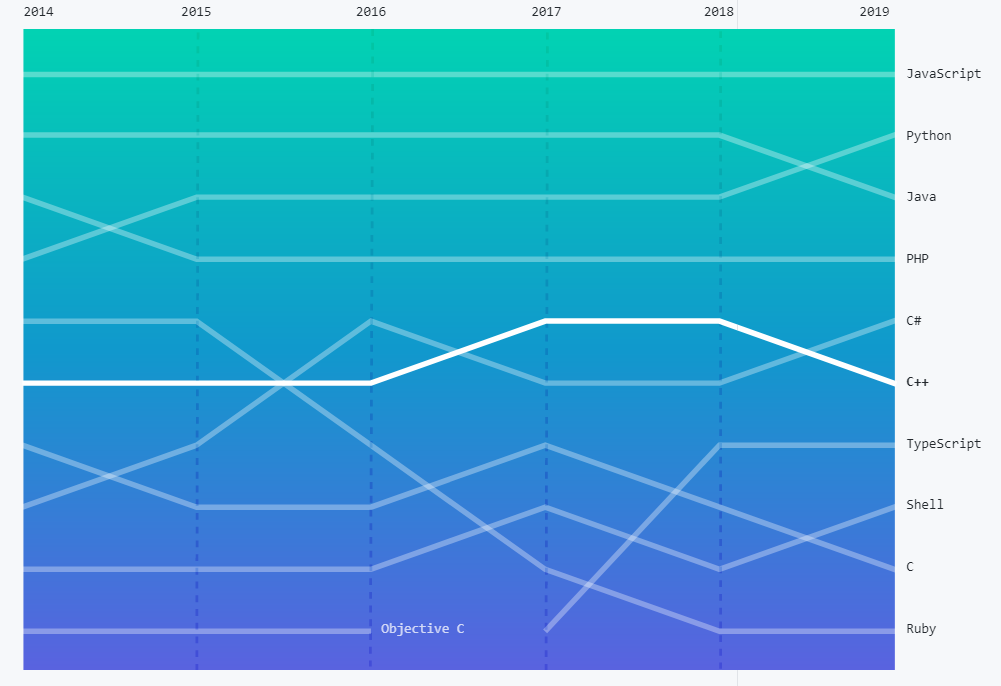 2014 2015 2016 2017 2018 2019
JavaScript
Python
Java
PHP
C#
C++
TypeScript
Shell
C
Objective C Ruby